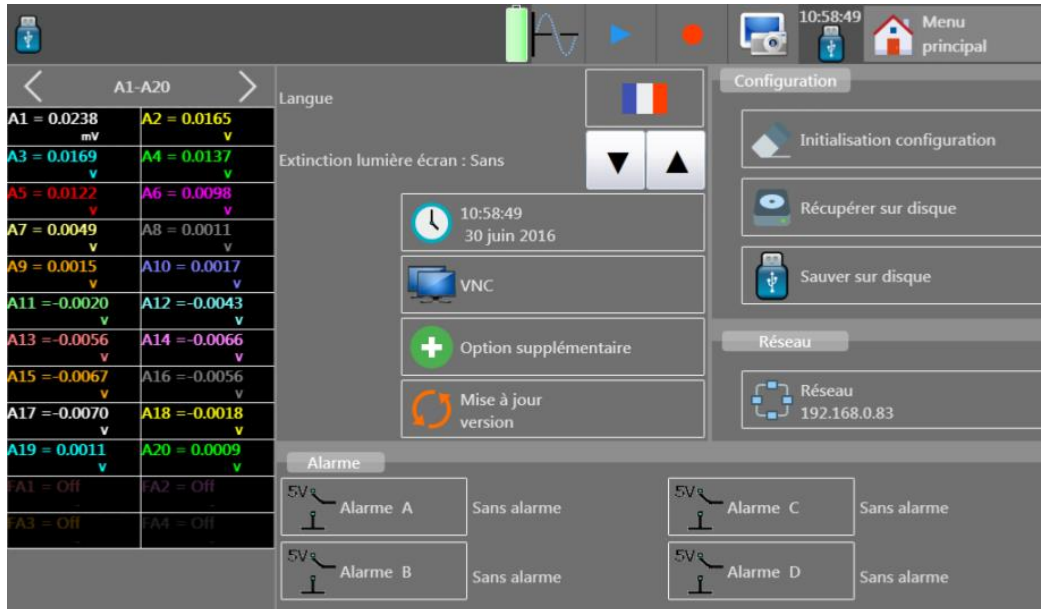 10:58:49
Menu
principal
A1-A20
A1 = 0.0238
mV
A2 = 0.0165
V
A3 = 0.0169
V
A4 = 0.0137
V
A5 = 0.0122
V
A6 = 0.0098
V
A7 = 0.0049
V
A8 = 0.0011
V
A9 = 0.0015
V
A10 = 0.0017
V
A11 =-0.0020
V
A12 =-0.0043
V
A13 =-0.0056
V
A14 =-0.0066
V
A15 =-0.0067
V
A16 =-0.0056
V
A17 =-0.0070
V
A18 =-0.0018
V
A19 = 0.0011
V
A20 = 0.0009
V
FA1 = Off
FA2 = Off
FA3 = Off
FA4 = Off
Langue
Extinction lumière écran : Sans
10:58:49
30 juin 2016
VNC
Option supplémentaire
Mise à jour
version
Configuration
Initialisation configuration
Récupérer sur disque
Sauver sur disque
Réseau
Réseau
192.168.0.83
Alarme
5V
Alarme A
Sans alarme
5V
Alarme C
Sans alarme
5V
Alarme B
Sans alarme
5V
Alarme D
Sans alarme